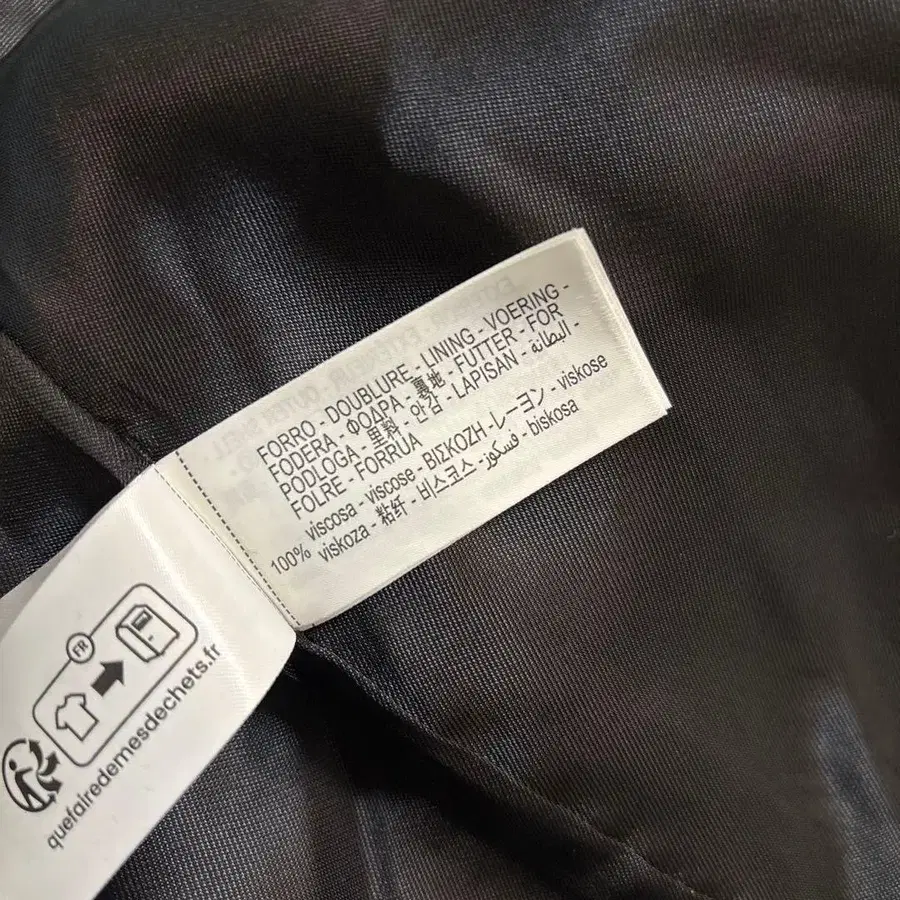 FORRO - DOUBLURE - LINING - VOERING -
FODERA - ΦΟΔΡΑ - 裏地 - FUTTER - FOR
PODLOGA - 里料 - 안감 - LAPISAN - البطانة -
FOLRE - FORRUA
100% viscosa - viscose - ΒΙΣΚΟΖΗ - レーヨン - viskose
viskoza - 粘纤 - 비스코스 - فسكوز - biskosa
FR
quefairedemesdechets.fr